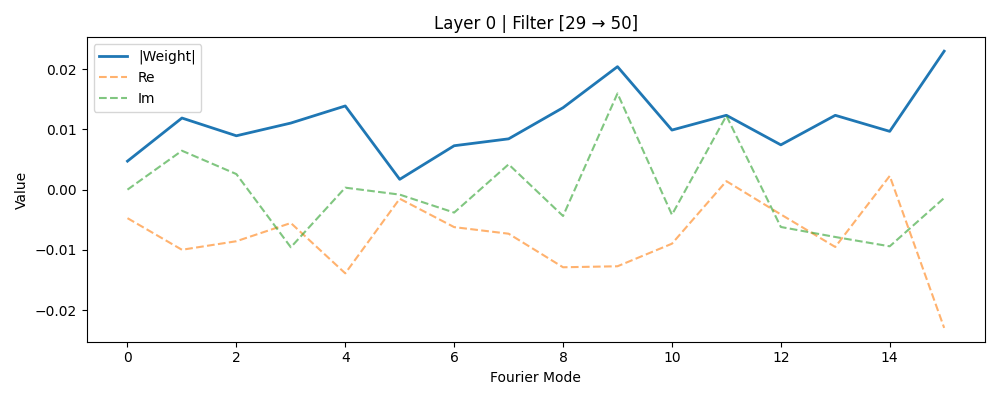 Layer 0 | Filter [29 → 50]
|Weight|
Re
Im
0.02
0.01
0.00
−0.01
−0.02
Value
0 2 4 6 8 10 12 14
Fourier Mode